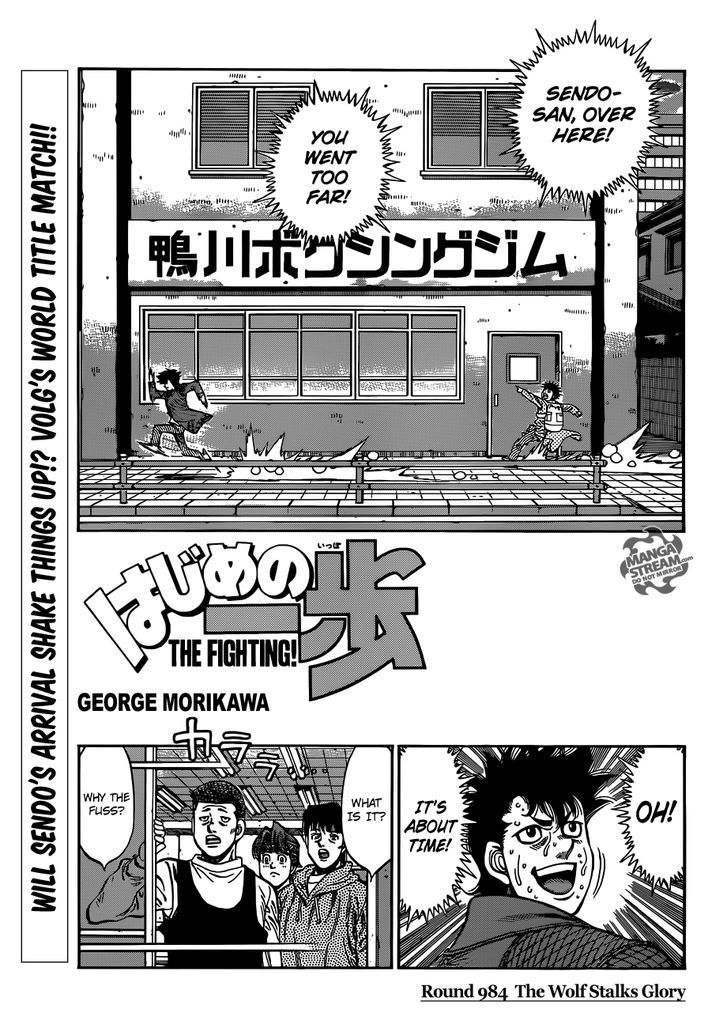 WILL SENDO'S ARRIVAL SHAKE THINGS UP!? VOLG'S WORLD TITLE MATCH!!
SENDO-
SAN, OVER
HERE!
YOU
WENT
TOO
FAR!
鴨川ボクシングジム
MANGA
STREAM.com
DO NOT MIRROR
いっぽ
はじめの一歩
THE FIGHTING!
GEORGE MORIKAWA
OH!
IT'S
ABOUT
TIME!
カララ
WHAT
IS IT?
WHY THE
FUSS?
Round 984 The Wolf Stalks Glory